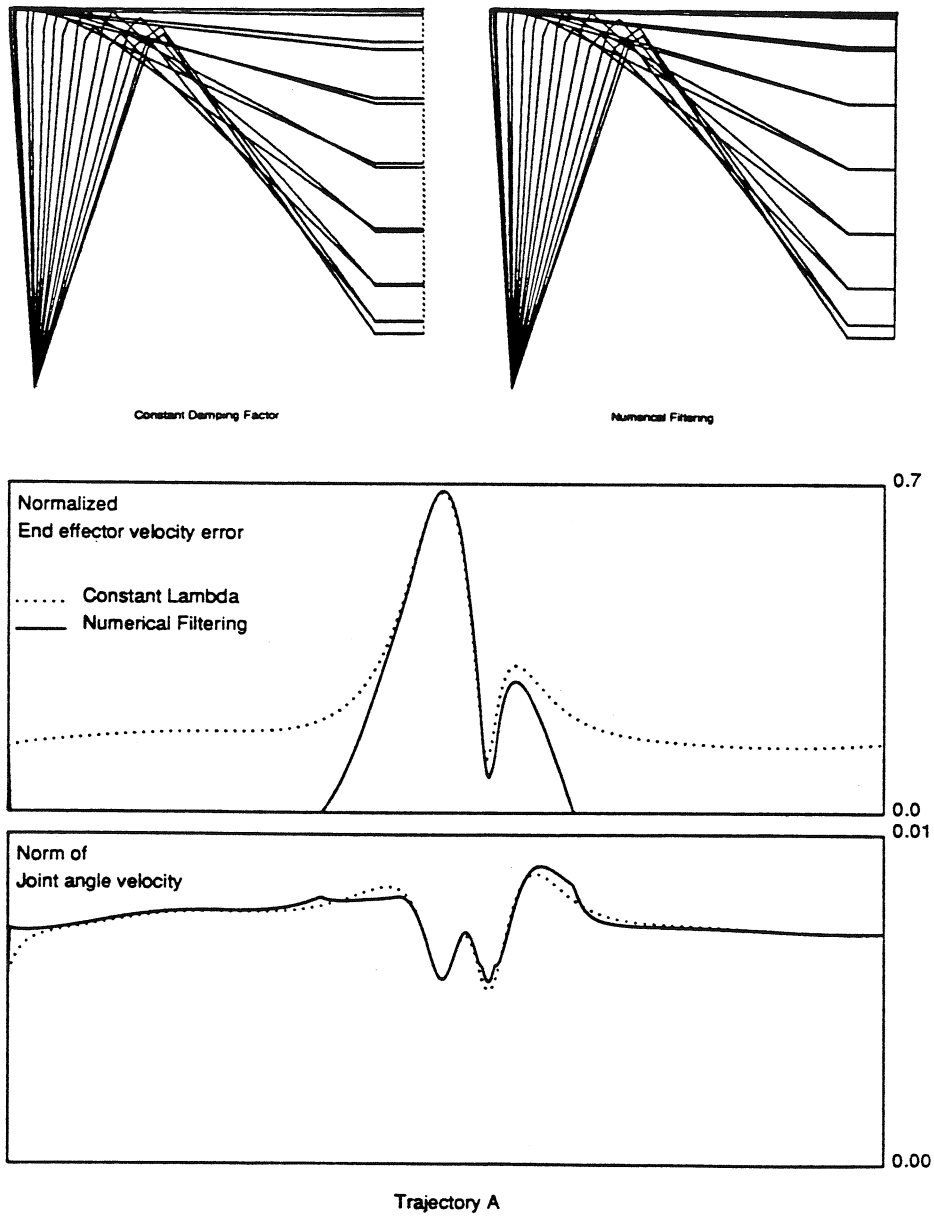 Constant Damping Factor
Numerical Filtering
0.7
Normalized
End effector velocity error
Constant Lambda
Numerical Filtering
0.0
0.01
Norm of
Joint angle velocity
0.00
Trajectory A